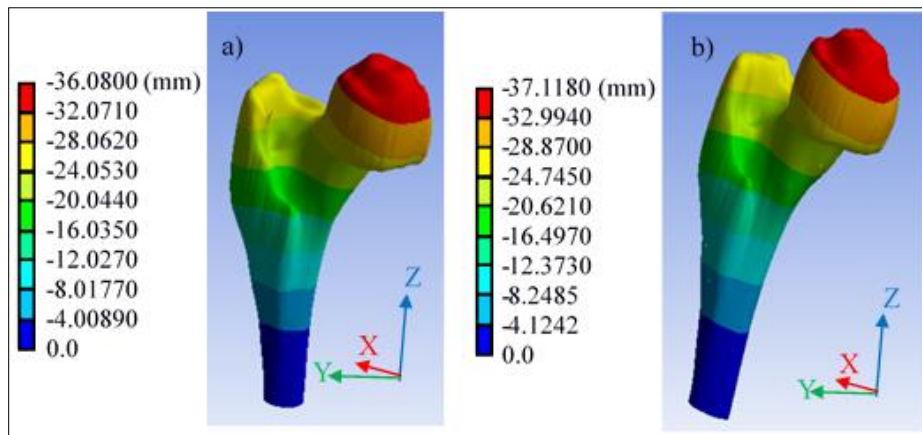 a)
-36.0800 (mm)
-32.0710
-28.0620
-24.0530
-20.0440
-16.0350
-12.0270
-8.01770
-4.00890
0.0
Z
X
Y
b)
-37.1180 (mm)
-32.9940
-28.8700
-24.7450
-20.6210
-16.4970
-12.3730
-8.2485
-4.1242
0.0
Z
X
Y